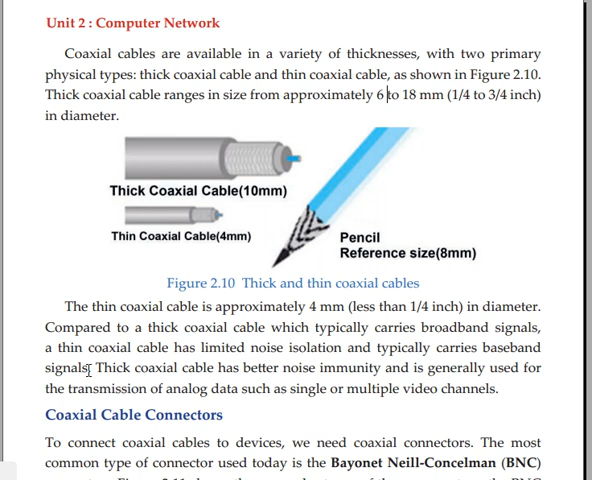 Unit 2 : Computer Network
Coaxial cables are available in a variety of thicknesses, with two primary
physical types: thick coaxial cable and thin coaxial cable, as shown in Figure 2.10.
Thick coaxial cable ranges in size from approximately 6 to 18 mm (1/4 to 3/4 inch)
in diameter.
Thick Coaxial Cable(10mm)
Thin Coaxial Cable(4mm)
Pencil
Reference size(8mm)
Figure 2.10 Thick and thin coaxial cables
The thin coaxial cable is approximately 4 mm (less than 1/4 inch) in diameter.
Compared to a thick coaxial cable which typically carries broadband signals,
a thin coaxial cable has limited noise isolation and typically carries baseband
signals. Thick coaxial cable has better noise immunity and is generally used for
the transmission of analog data such as single or multiple video channels.
Coaxial Cable Connectors
To connect coaxial cables to devices, we need coaxial connectors. The most
common type of connector used today is the Bayonet Neill-Concelman (BNC)